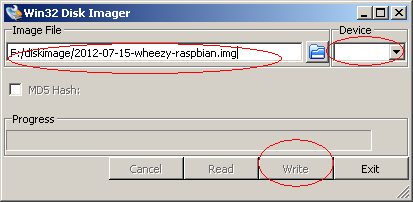 Win32 Disk Imager
Image File
Device
F:/diskimage/2012-07-15-wheezy-raspbian.img
MD5 Hash:
Progress
Cancel
Read
Write
Exit